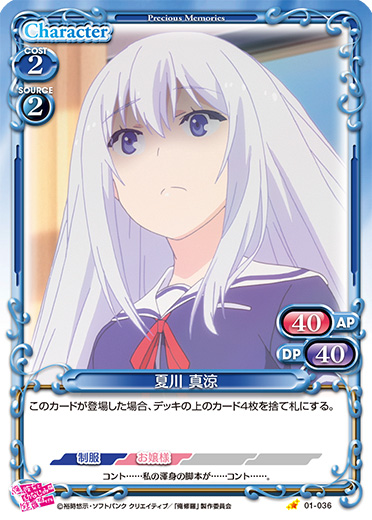 Precious Memories
Character
COST
2
SOURCE
2
40 AP
DP 40
夏川 真涼
このカードが登場した場合、デッキの上のカード4枚を捨て札にする。
制服 お嬢様
コント……私の渾身の脚本が……コント……。
©裕時悠示・ソフトバンク クリエイティブ/「俺修羅」製作委員会
01-036